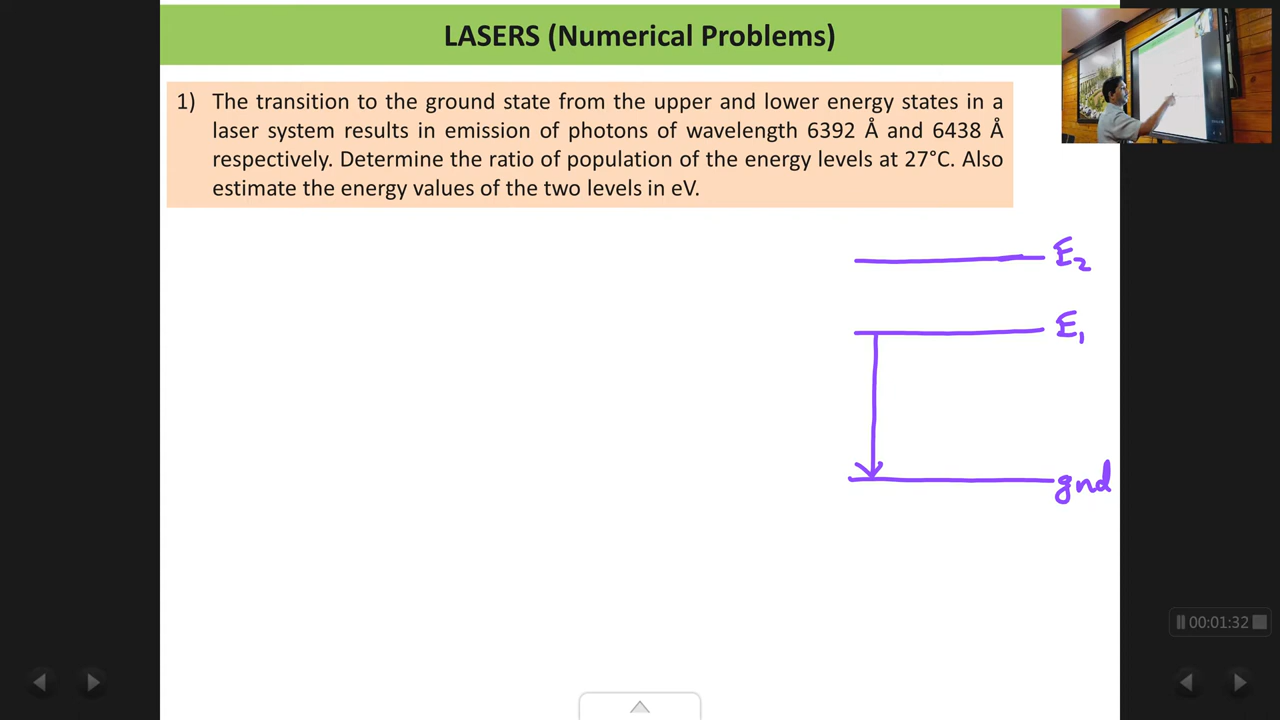 LASERS (Numerical Problems)
1) The transition to the ground state from the upper and lower energy states in a
laser system results in emission of photons of wavelength 6392 Å and 6438 Å
respectively. Determine the ratio of population of the energy levels at 27°C. Also
estimate the energy values of the two levels in eV.
E2
E1
gnd
00:01:32